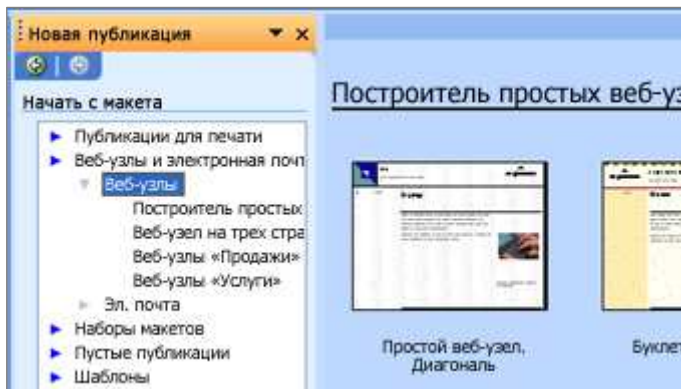 Новая публикация
Начать с макета
Публикации для печати
Веб-узлы и электронная почт
Веб-узлы
Построитель простых
Веб-узел на трех стра
Веб-узлы «Продажи»
Веб-узлы «Услуги»
Эл. почта
Наборы макетов
Пустые публикации
Шаблоны
Построитель простых веб-уз
Простой веб-узел.
Диагональ
Буклет